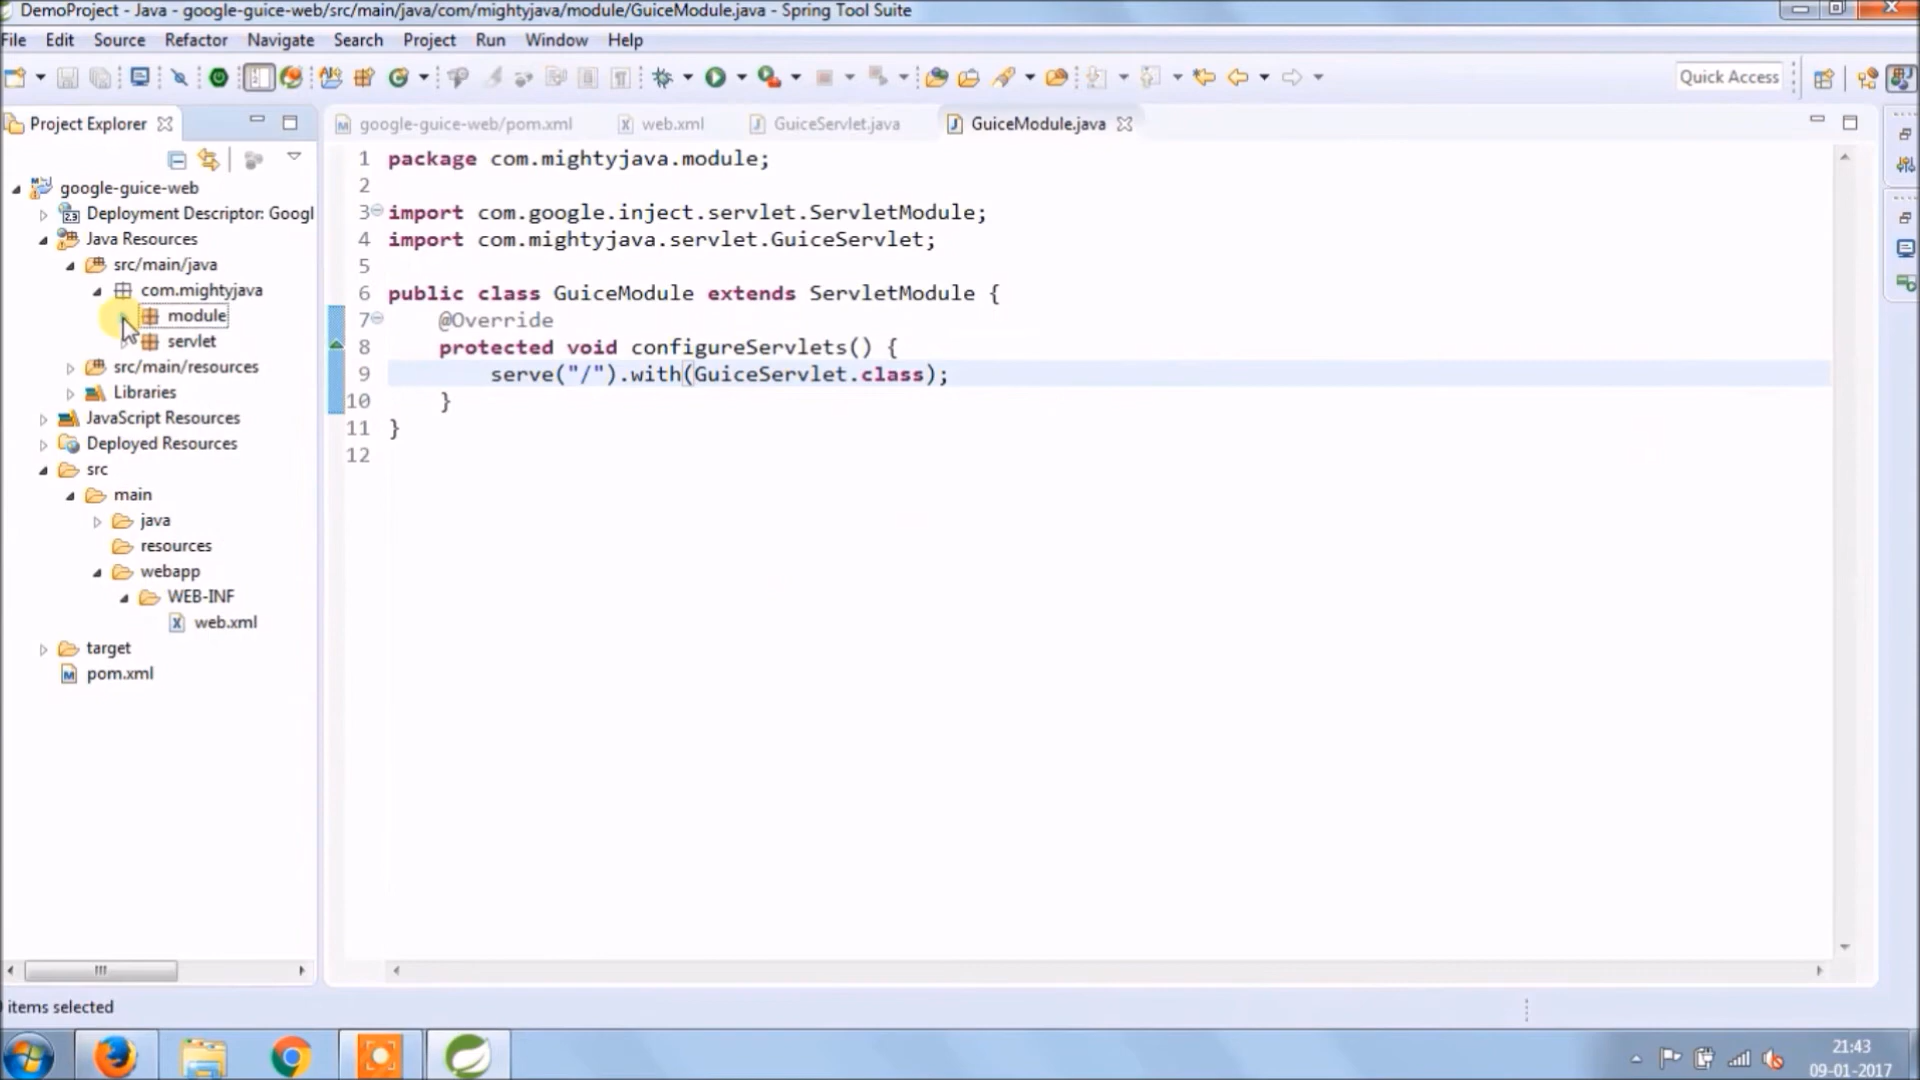 DemoProject - Java - google-guice-web/src/main/java/com/mightyjava/module/GuiceModule.java - Spring Tool Suite
File Edit Source Refactor Navigate Search Project Run Window Help
Quick Access
Project Explorer
google-guice-web/pom.xml web.xml GuiceServlet.java GuiceModule.java
google-guice-web
Deployment Descriptor: Googl
Java Resources
src/main/java
com.mightyjava
module
servlet
src/main/resources
Libraries
JavaScript Resources
Deployed Resources
src
main
java
resources
webapp
WEB-INF
web.xml
target
pom.xml
1 package com.mightyjava.module;
2
3 import com.google.inject.servlet.ServletModule;
4 import com.mightyjava.servlet.GuiceServlet;
5
6 public class GuiceModule extends ServletModule {
7 @Override
8 protected void configureServlets() {
9 serve("/").with(GuiceServlet.class);
10 }
11 }
12
items selected
21:43
09-01-2017